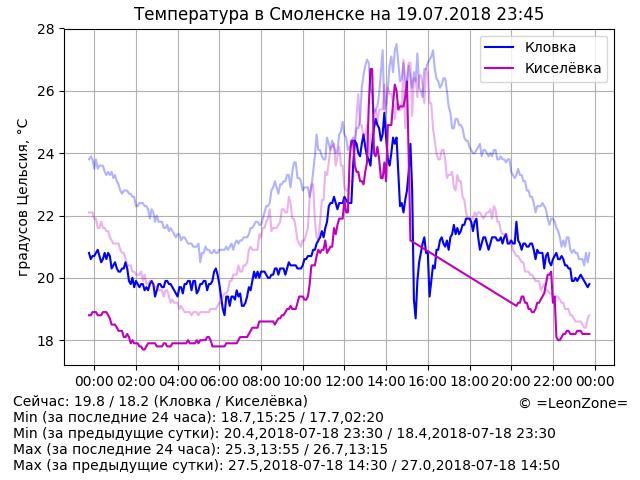 Температура в Смоленске на 19.07.2018 23:45
градусов Цельсия, °C
28
26
24
22
20
18
Кловка
Киселёвка
00:00 02:00 04:00 06:00 08:00 10:00 12:00 14:00 16:00 18:00 20:00 22:00 00:00
Сейчас: 19.8 / 18.2 (Кловка / Киселёвка)
© =LeonZone=
Min (за последние 24 часа): 18.7,15:25 / 17.7,02:20
Min (за предыдущие сутки): 20.4,2018-07-18 23:30 / 18.4,2018-07-18 23:30
Max (за последние 24 часа): 25.3,13:55 / 26.7,13:15
Max (за предыдущие сутки): 27.5,2018-07-18 14:30 / 27.0,2018-07-18 14:50